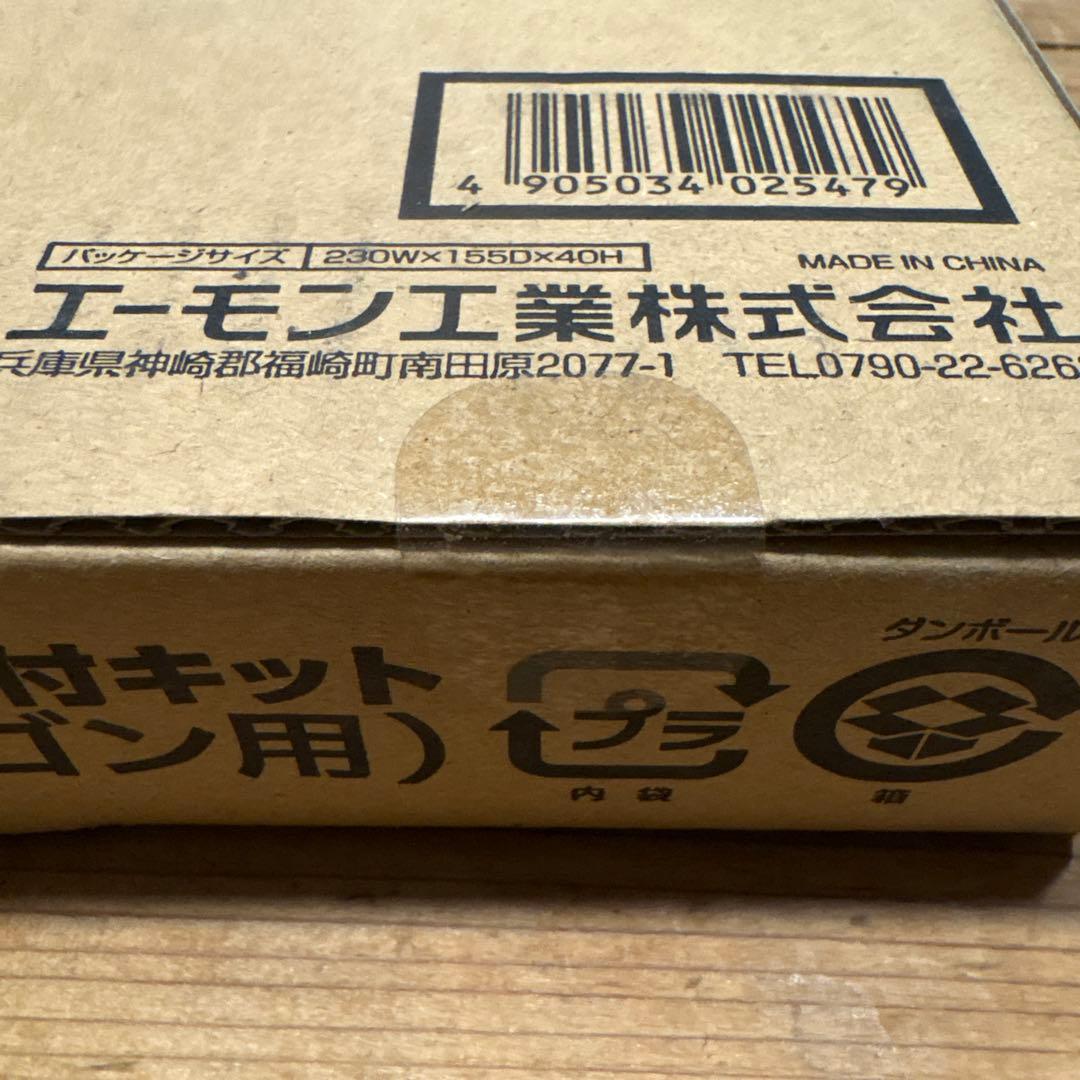 4 905034 025479
パッケージサイズ 230W×155D×40H
MADE IN CHINA
エーモン工業株式会社
兵庫県神崎郡福崎町南田原2077-1 TEL0790-22-626
ダンボール
付キット
ゴン用)
プラ
内袋
箱